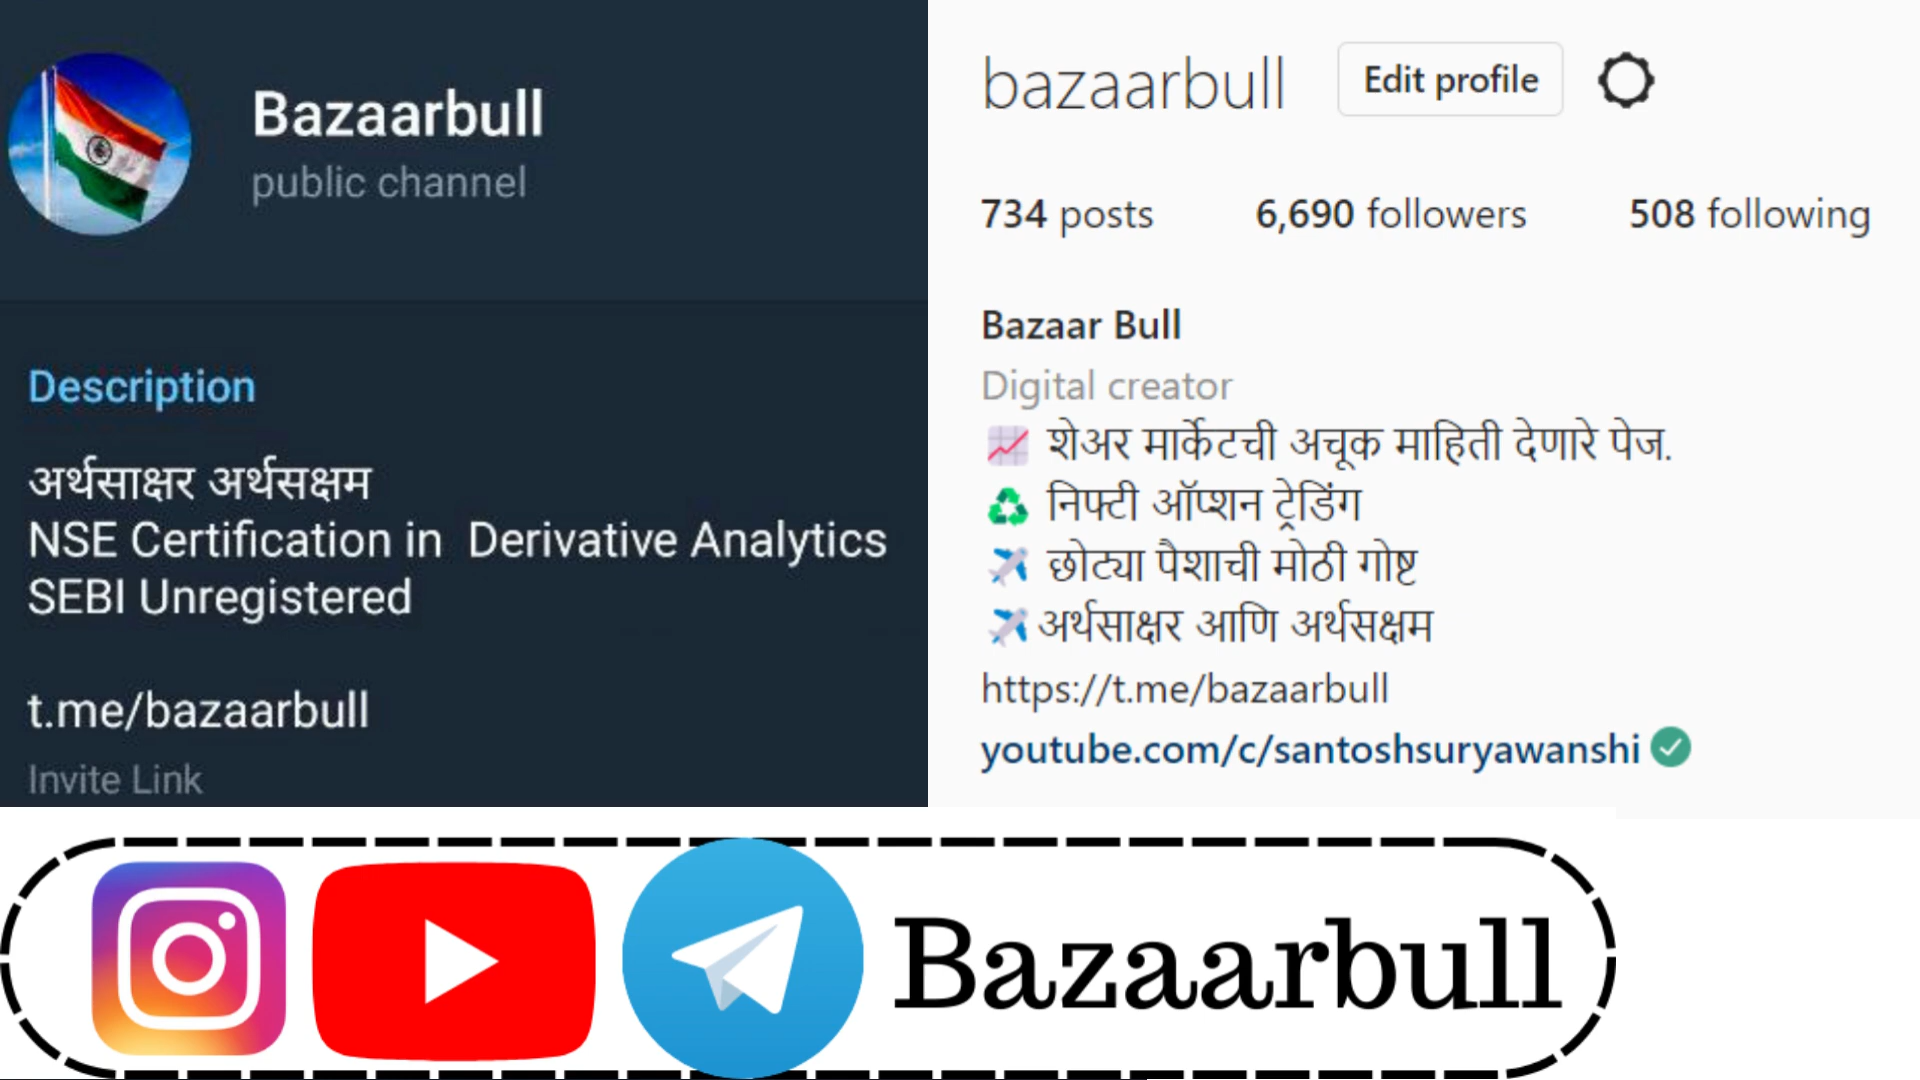 Bazaarbull
public channel
Description
अर्थसाक्षर अर्थसक्षम
NSE Certification in Derivative Analytics
SEBI Unregistered
t.me/bazaarbull
Invite Link
bazaarbull Edit profile
734 posts 6,690 followers 508 following
Bazaar Bull
Digital creator
शेअर मार्केटची अचूक माहिती देणारे पेज.
निफ्टी ऑप्शन ट्रेडिंग
छोट्या पैशाची मोठी गोष्ट
अर्थसाक्षर आणि अर्थसक्षम
https://t.me/bazaarbull
youtube.com/c/santoshsuryawanshi
Bazaarbull